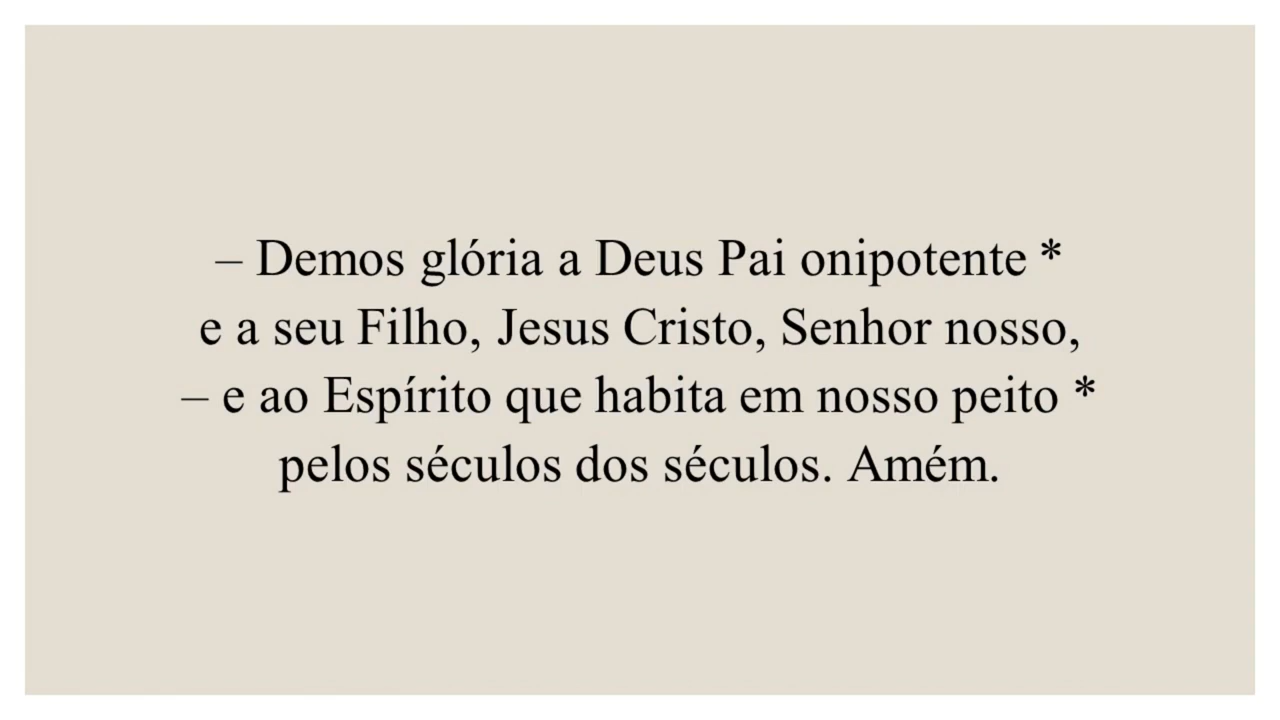 – Demos glória a Deus Pai onipotente *
e a seu Filho, Jesus Cristo, Senhor nosso,
– e ao Espírito que habita em nosso peito *
pelos séculos dos séculos. Amém.